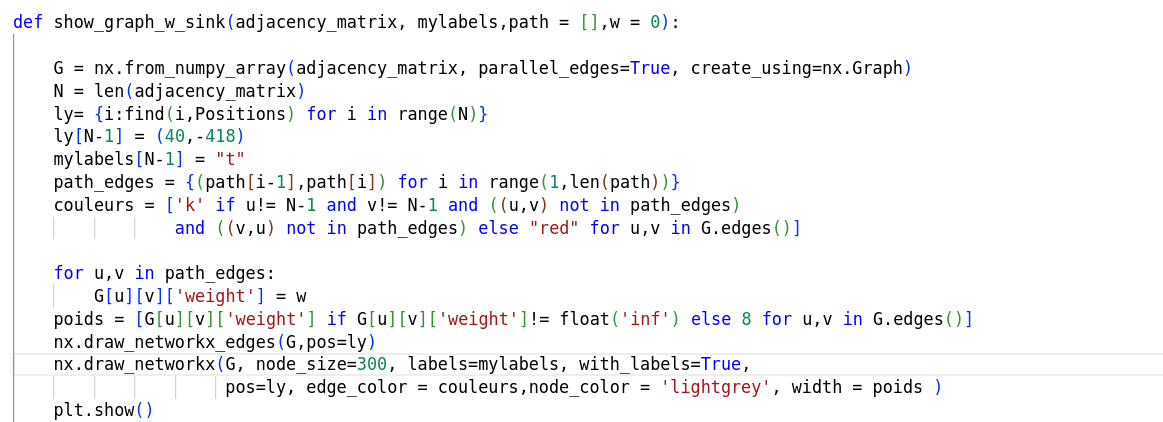 def show_graph_w_sink(adjacency_matrix, mylabels,path = [],w = 0):
G = nx.from_numpy_array(adjacency_matrix, parallel_edges=True, create_using=nx.Graph)
N = len(adjacency_matrix)
ly= {i:find(i,Positions) for i in range(N)}
ly[N-1] = (40,-418)
mylabels[N-1] = "t"
path_edges = {(path[i-1],path[i]) for i in range(1,len(path))}
couleurs = ['k' if u!= N-1 and v!= N-1 and ((u,v) not in path_edges)
and ((v,u) not in path_edges) else "red" for u,v in G.edges()]
for u,v in path_edges:
G[u][v]['weight'] = w
poids = [G[u][v]['weight'] if G[u][v]['weight']!= float('inf') else 8 for u,v in G.edges()]
nx.draw_networkx_edges(G,pos=ly)
nx.draw_networkx(G, node_size=300, labels=mylabels, with_labels=True,
pos=ly, edge_color = couleurs,node_color = 'lightgrey', width = poids )
plt.show()